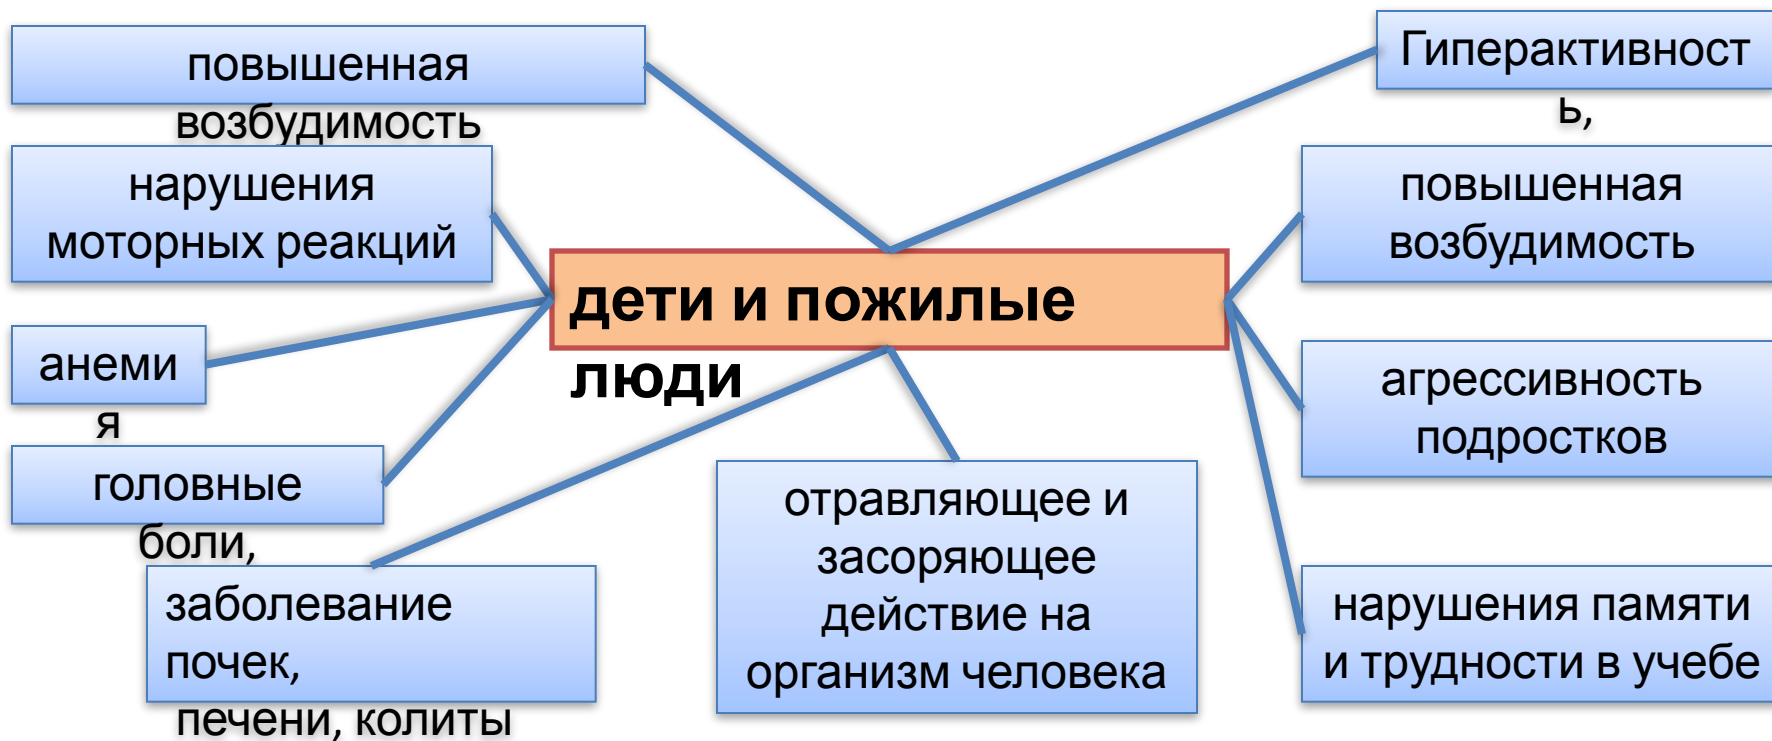 повышенная
возбудимость
Гиперактивност
ь,
нарушения
моторных реакций
повышенная
возбудимость
дети и пожилые
люди
анеми
я
агрессивность
подростков
головные
боли,
отравляющее и
засоряющее
действие на
организм человека
заболевание
почек,
печени, колиты
нарушения памяти
и трудности в учебе